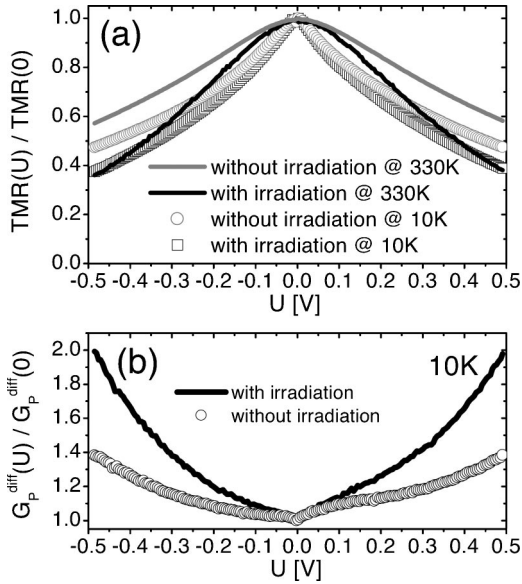 (a)
TMR(U) / TMR(0)
1.0
0.8
0.6
0.4
0.2
0.0
without irradiation @ 330K
with irradiation @ 330K
without irradiation @ 10K
with irradiation @ 10K
-0.5 -0.4 -0.3 -0.2 -0.1 0.0 0.1 0.2 0.3 0.4 0.5
U [V]
(b)
10K
G_P^diff(U) / G_P^diff(0)
2.0
1.8
1.6
1.4
1.2
1.0
with irradiation
without irradiation
-0.5 -0.4 -0.3 -0.2 -0.1 0.0 0.1 0.2 0.3 0.4 0.5
U [V]